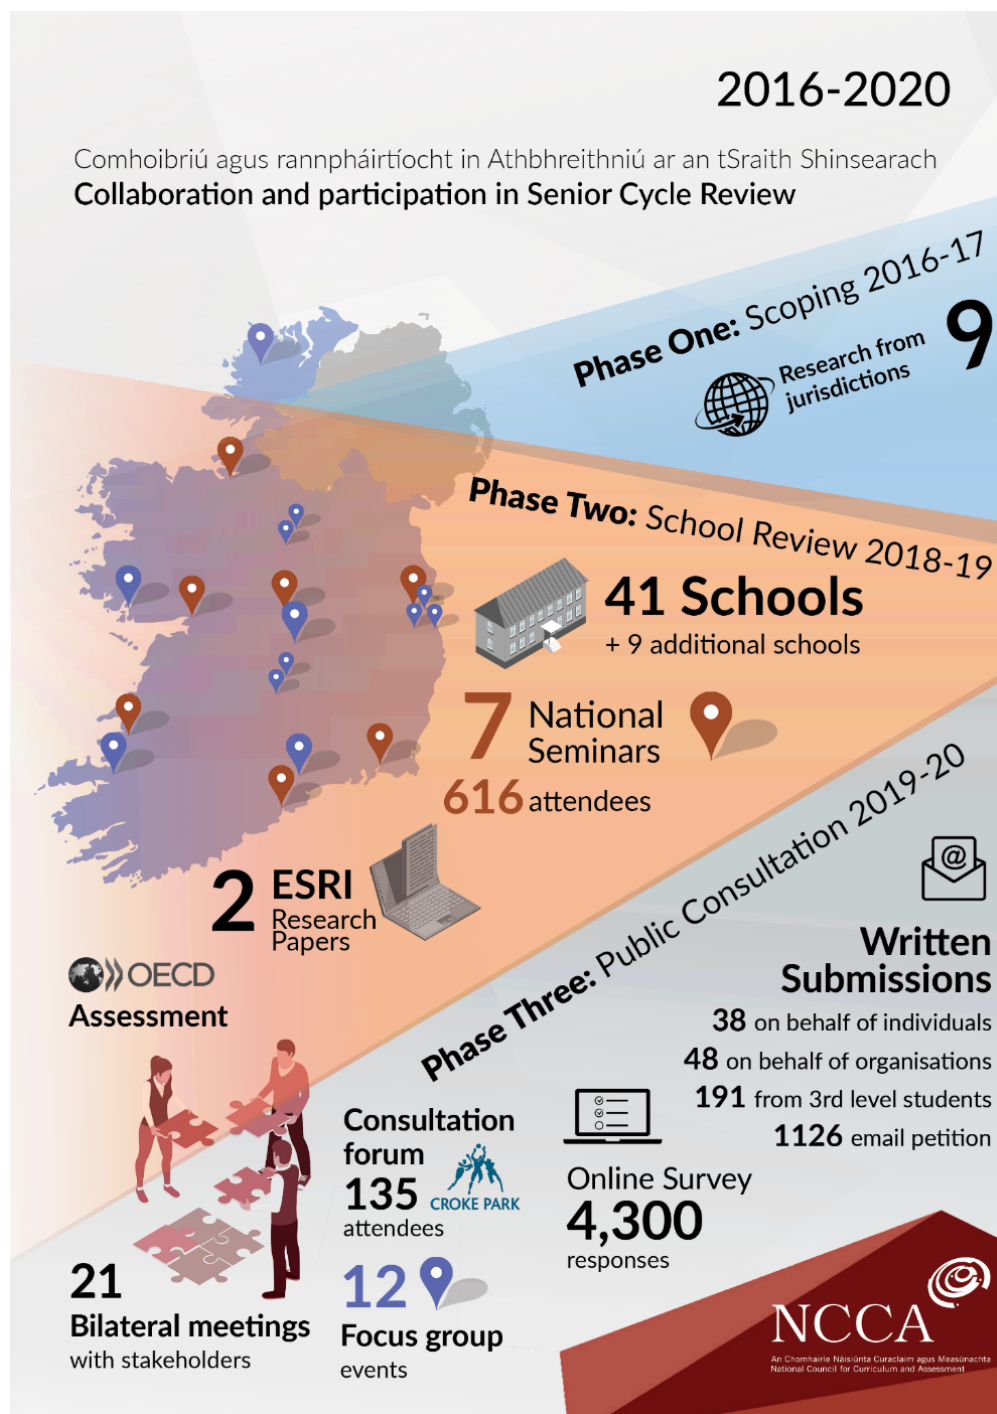 2016-2020
Comhoibriú agus rannpháirtíocht in Athbhreithniú ar an tSraith Shinsearach
Collaboration and participation in Senior Cycle Review
Phase One: Scoping 2016-17
Research from
jurisdictions
9
Phase Two: School Review 2018-19
41 Schools
+ 9 additional schools
7 National
Seminars
616 attendees
2 ESRI
Research
Papers
OECD
Assessment
Phase Three: Public Consultation 2019-20
@
Written
Submissions
38 on behalf of individuals
48 on behalf of organisations
191 from 3rd level students
1126 email petition
Consultation
forum
135
attendees
CROKE PARK
Online Survey
4,300
responses
21
Bilateral meetings
with stakeholders
12
Focus group
events
NCCA
An Chomhairle Náisiúnta Curaclaim agus Measúnachta
National Council for Curriculum and Assessment